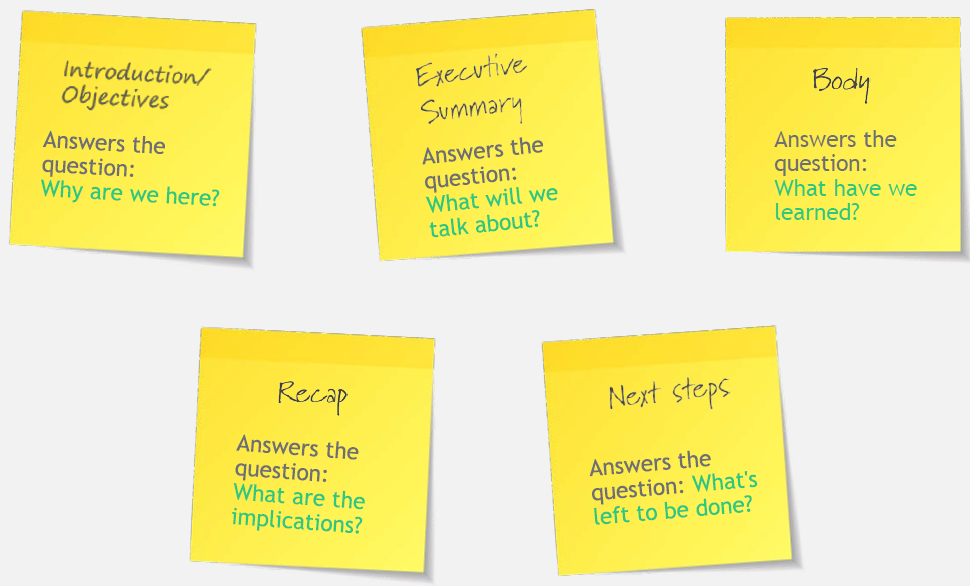 Introduction/
Objectives
Answers the
question:
Why are we here?
Executive
Summary
Answers the
question:
What will we
talk about?
Body
Answers the
question:
What have we
learned?
Recap
Answers the
question:
What are the
implications?
Next steps
Answers the
question: What's
left to be done?